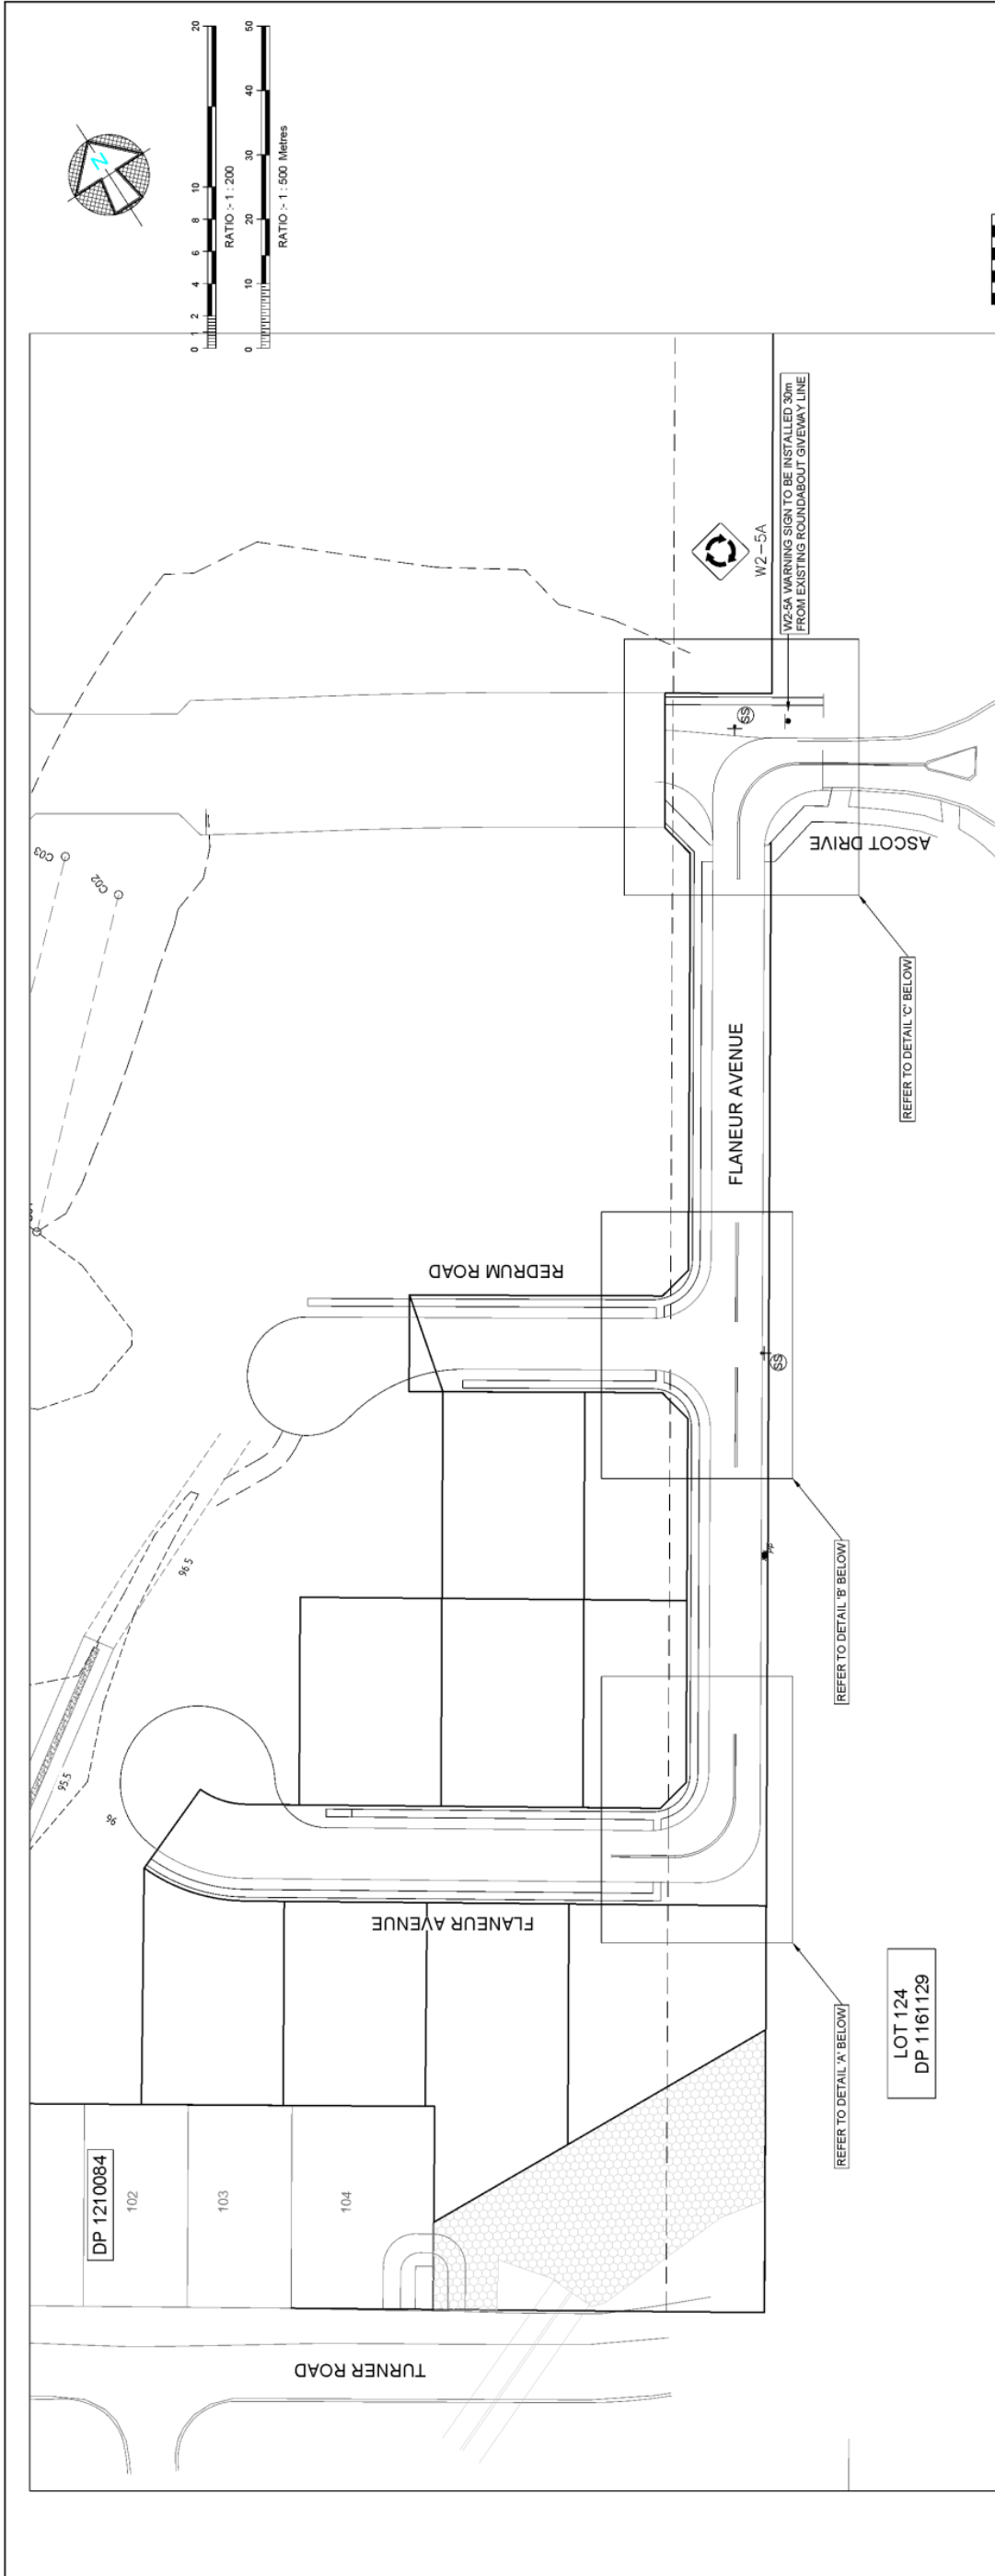 N
0 1 2 4 6 8 10 20
RATIO :- 1 : 200
0 10 20 30 40 50
RATIO :- 1 : 500 Metres
W2-5A
W2-5A WARNING SIGN TO BE INSTALLED 30m
FROM EXISTING ROUNDABOUT GIVEWAY LINE
SS
C03
C02
ASCOT DRIVE
REFER TO DETAIL 'C' BELOW
FLANEUR AVENUE
REDRUM ROAD
SS
PP
REFER TO DETAIL 'B' BELOW
96.5
95.5
96
FLANEUR AVENUE
REFER TO DETAIL 'A' BELOW
LOT 124
DP 1161129
DP 1210084
102
103
104
TURNER ROAD